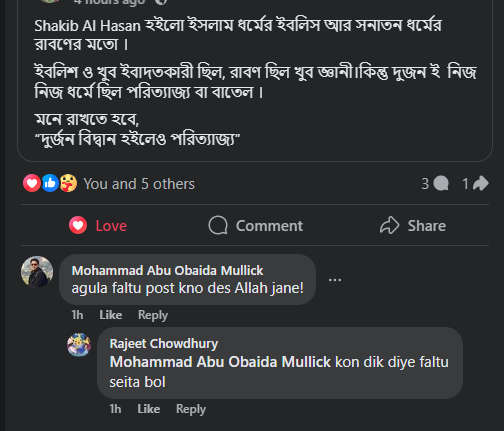 4 hours ago
Shakib Al Hasan হইলো ইসলাম ধর্মের ইবলিস আর সনাতন ধর্মের
রাবণের মতো ।
ইবলিশ ও খুব ইবাদতকারী ছিল, রাবণ ছিল খুব জ্ঞানী।কিন্তু দুজন ই নিজ
নিজ ধর্মে ছিল পরিত্যাজ্য বা বাতেল ।
মনে রাখতে হবে,
“দুর্জন বিদ্বান হইলেও পরিত্যাজ্য”
You and 5 others
3
1
Love
Comment
Share
Mohammad Abu Obaida Mullick
agula faltu post kno des Allah jane!
...
1h Like Reply
Rajeet Chowdhury
Mohammad Abu Obaida Mullick kon dik diye faltu
seita bol
1h Like Reply